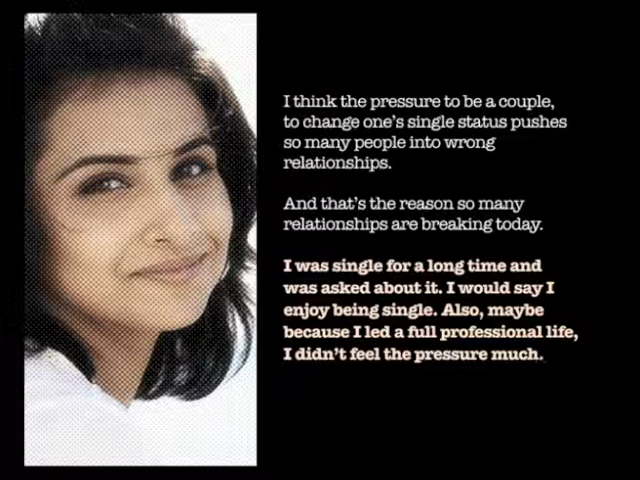 I think the pressure to be a couple,
to change one's single status pushes
so many people into wrong
relationships.
And that's the reason so many
relationships are breaking today.
I was single for a long time and
was asked about it. I would say I
enjoy being single. Also, maybe
because I led a full professional life,
I didn't feel the pressure much.